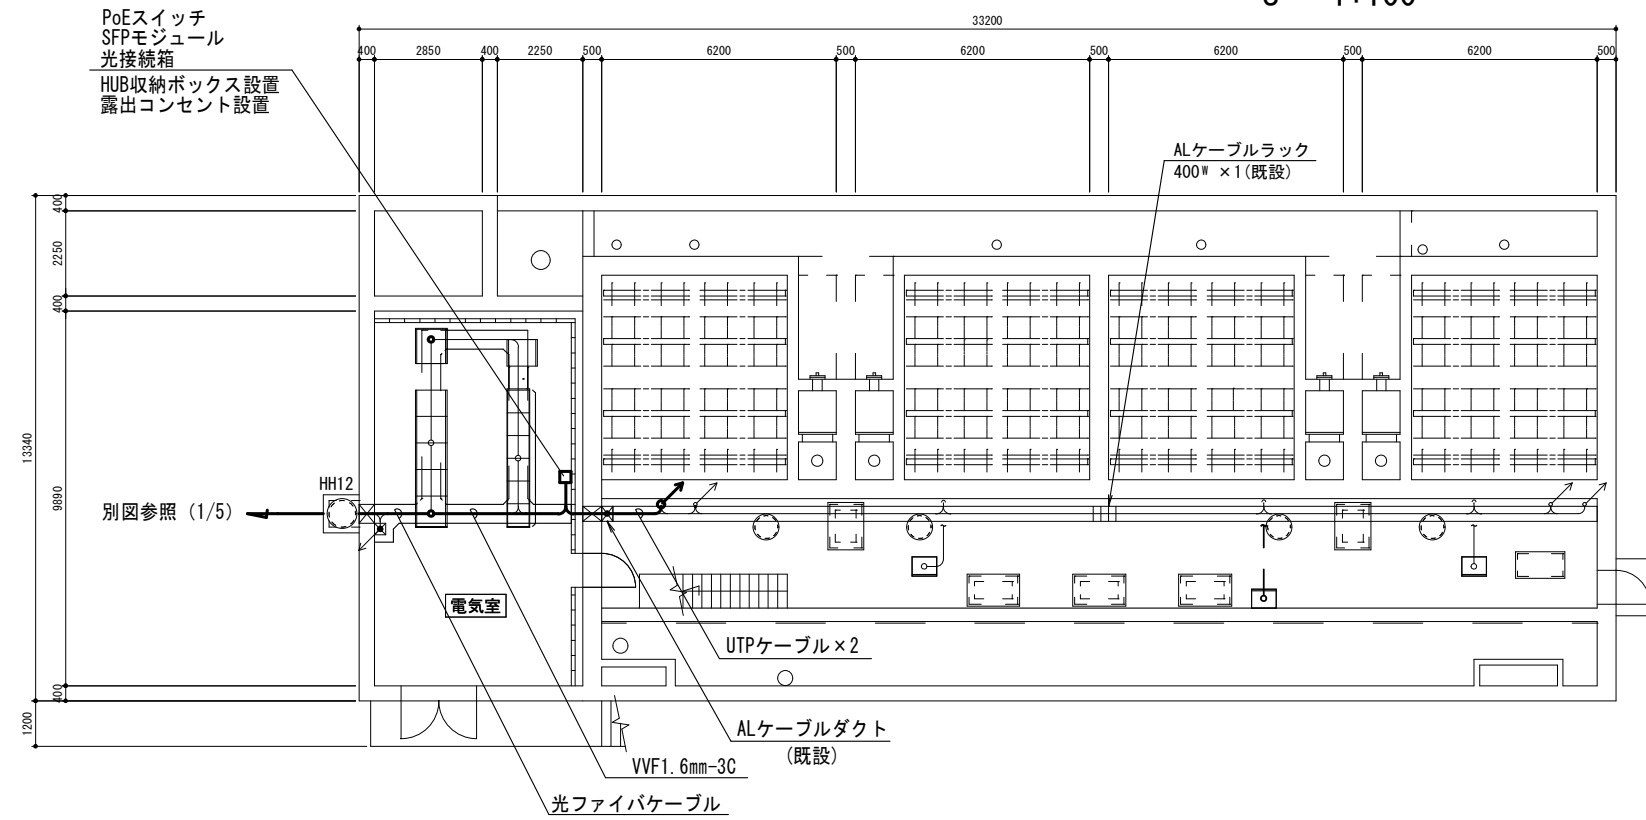 PoEスイッチ
SFPモジュール
光接続箱
HUB収納ボックス設置
露出コンセント設置
33200
400 2850 400 2250 500 6200 500 6200 500 6200 500 6200 500
ALケーブルラック
400W ×1(既設)
400
2250
400
13340
9890
400
1200
HH12
別図参照 (1/5)
電気室
UTPケーブル×2
ALケーブルダクト
(既設)
VVF1.6mm-3C
光ファイバケーブル